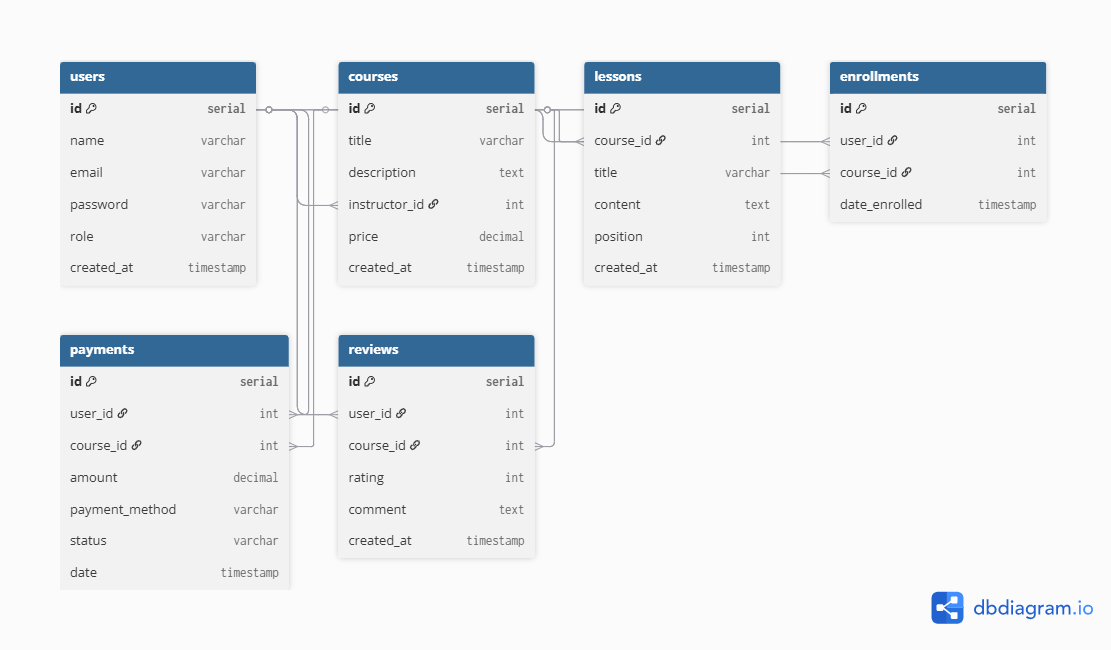 users
id serial
name varchar
email varchar
password varchar
role varchar
created_at timestamp
courses
id serial
title varchar
description text
instructor_id int
price decimal
created_at timestamp
lessons
id serial
course_id int
title varchar
content text
position int
created_at timestamp
enrollments
id serial
user_id int
course_id int
date_enrolled timestamp
payments
id serial
user_id int
course_id int
amount decimal
payment_method varchar
status varchar
date timestamp
reviews
id serial
user_id int
course_id int
rating int
comment text
created_at timestamp
dbdiagram.io